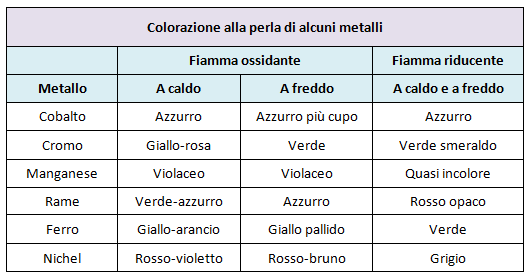 Colorazione alla perla di alcuni metalli
Fiamma ossidante Fiamma riducente
Metallo A caldo A freddo A caldo e a freddo
Cobalto Azzurro Azzurro più cupo Azzurro
Cromo Giallo-rosa Verde Verde smeraldo
Manganese Violaceo Violaceo Quasi incolore
Rame Verde-azzurro Azzurro Rosso opaco
Ferro Giallo-arancio Giallo pallido Verde
Nichel Rosso-violetto Rosso-bruno Grigio